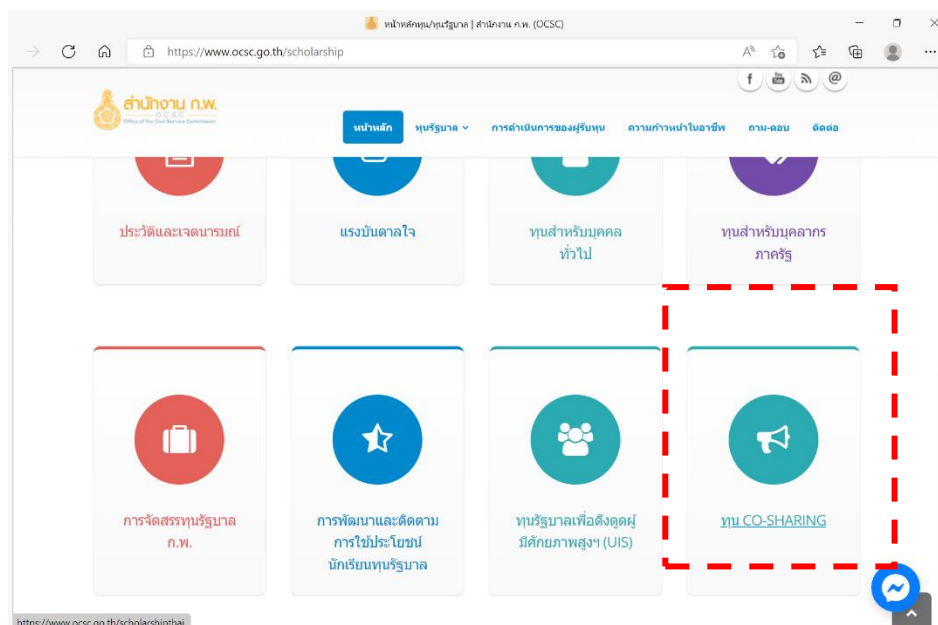 หน้าหลักทุน/ทุนรัฐบาล | สำนักงาน ก.พ. (OCSC)
https://www.ocsc.go.th/scholarship
สำนักงาน ก.พ.
OCSC
Office of the Civil Service Commission
หน้าหลัก ทุนรัฐบาล การดำเนินการของผู้รับทุน ความก้าวหน้าในอาชีพ ถาม-ตอบ ติดต่อ
ประวัติและเจตนารมณ์
แรงบันดาลใจ
ทุนสำหรับบุคคล
ทั่วไป
ทุนสำหรับบุคลากร
ภาครัฐ
การจัดสรรทุนรัฐบาล
ก.พ.
การพัฒนาและติดตาม
การใช้ประโยชน์
นักเรียนทุนรัฐบาล
ทุนรัฐบาลเพื่อดึงดูดผู้
มีศักยภาพสูงฯ (UIS)
ทุน CO-SHARING
https://www.ocsc.go.th/scholarshipthai